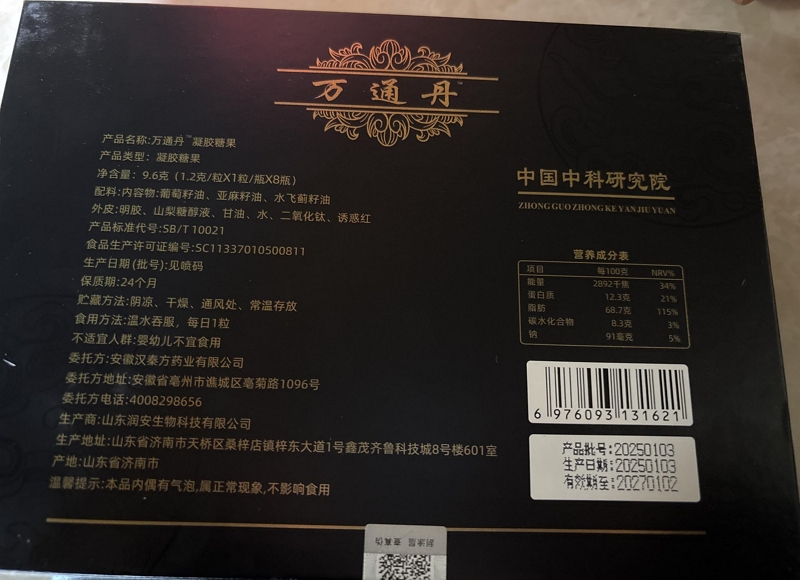 万通丹™
产品名称:万通丹™凝胶糖果
产品类型：凝胶糖果
净含量：9.6克（1.2克/粒X1粒/瓶X8瓶）
配料:内容物:葡萄籽油、亚麻籽油、水飞蓟籽油
外皮:明胶、山梨糖醇液、甘油、水、二氧化钛、诱惑红
产品标准代号:SB/T 10021
食品生产许可证编号:SC11337010500811
生产日期(批号):见喷码
保质期:24个月
贮藏方法:阴凉、干燥、通风处、常温存放
食用方法:温水吞服，每日1粒
不适宜人群:婴幼儿不宜食用
委托方:安徽汉秦方药业有限公司
委托方地址:安徽省亳州市谯城区亳菊路1096号
委托方电话:4008298656
生产商:山东润安生物科技有限公司
生产地址:山东省济南市天桥区桑梓店镇梓东大道1号鑫茂齐鲁科技城8号楼601室
产地:山东省济南市
温馨提示:本品内偶有气泡,属正常现象,不影响食用
中国中科研究院
ZHONG GUO ZHONG KE YAN JIU YUAN
营养成分表
项目 每100克 NRV%
能量 2892千焦 34%
蛋白质 12.3克 21%
脂肪 68.7克 115%
碳水化合物 8.3克 3%
钠 91毫克 5%
6 976093 131621
产品批号:20250103
生产日期:20250103
有效期至:20270102
刮涂层 查真伪